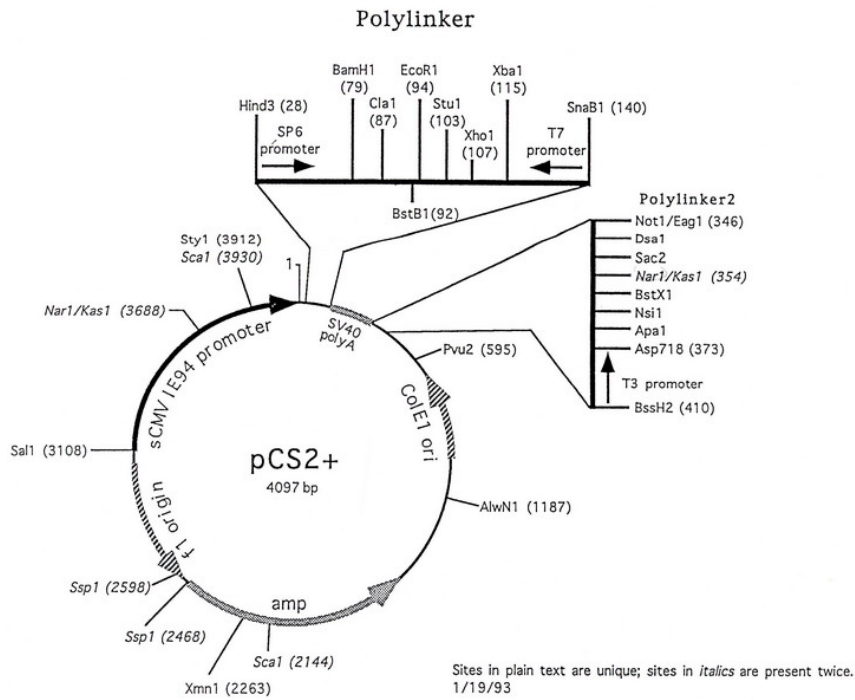 Polylinker
BamH1
(79)
EcoR1
(94)
Xba1
(115)
Hind3 (28)
Cla1
(87)
Stu1
(103)
SnaB1 (140)
SP6
promoter
Xho1
(107)
T7
promoter
BstB1(92)
Polylinker2
Not1/Eag1 (346)
Dsa1
Sac2
Nar1/Kas1 (354)
BstX1
Nsi1
Apa1
Asp718 (373)
T3 promoter
BssH2 (410)
Sty1 (3912)
Sca1 (3930)
1
Nar1/Kas1 (3688)
SV40
polyA
Pvu2 (595)
sCMV IE94 promoter
ColE1 ori
Sal1 (3108)
pCS2+
4097 bp
AlwN1 (1187)
f1 origin
Ssp1 (2598)
amp
Ssp1 (2468)
Sca1 (2144)
Xmn1 (2263)
Sites in plain text are unique; sites in italics are present twice.
1/19/93